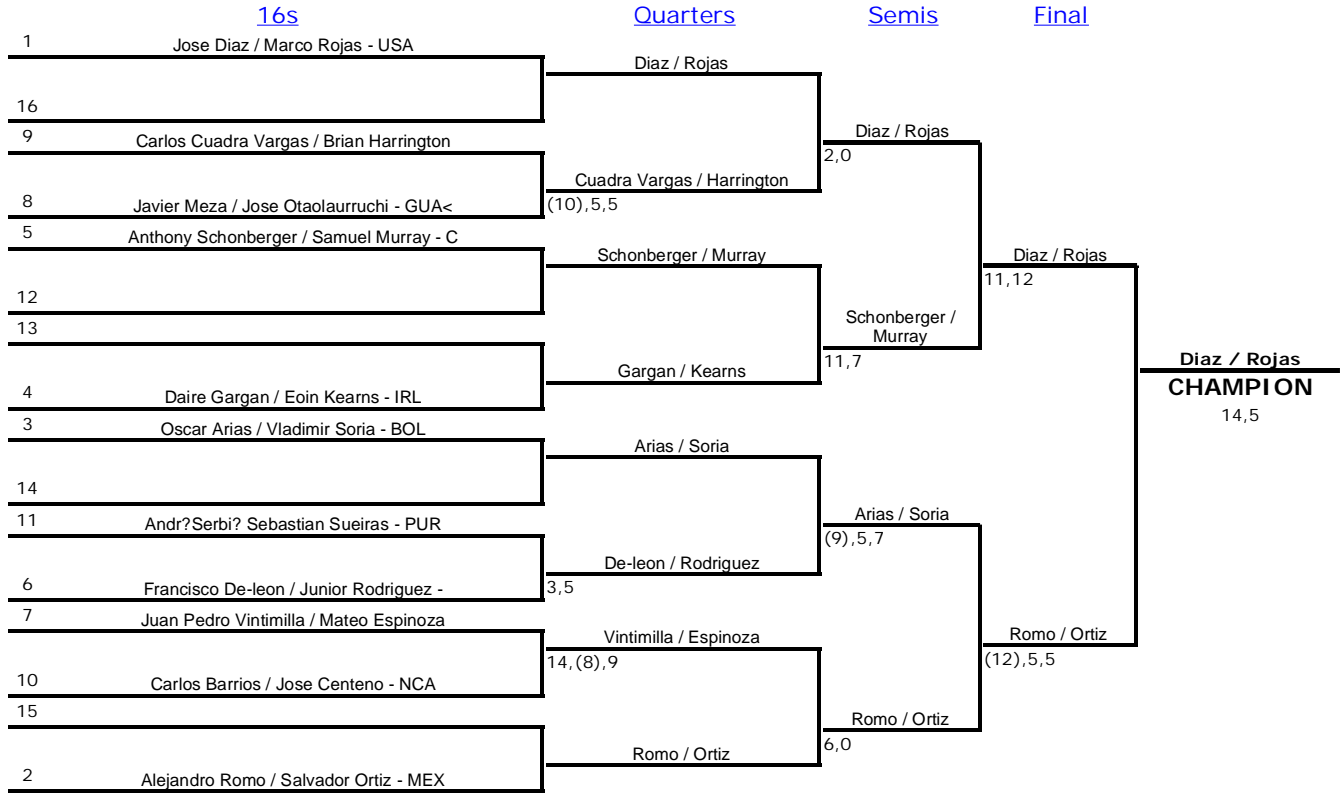 16s Quarters Semis Final
1 Jose Diaz / Marco Rojas - USA
Diaz / Rojas
16
9 Carlos Cuadra Vargas / Brian Harrington
Diaz / Rojas
2,0
Cuadra Vargas / Harrington
8 Javier Meza / Jose Otaolaurruchi - GUA<
(10),5,5
5 Anthony Schonberger / Samuel Murray - C
Schonberger / Murray
Diaz / Rojas
11,12
12
13
Schonberger /
Murray
11,7
Diaz / Rojas
CHAMPION
14,5
Gargan / Kearns
4 Daire Gargan / Eoin Kearns - IRL
3 Oscar Arias / Vladimir Soria - BOL
Arias / Soria
14
11 Andr?Serbi? Sebastian Sueiras - PUR
Arias / Soria
(9),5,7
De-leon / Rodriguez
6 Francisco De-leon / Junior Rodriguez -
3,5
7 Juan Pedro Vintimilla / Mateo Espinoza
Vintimilla / Espinoza
14,(8),9
Romo / Ortiz
(12),5,5
10 Carlos Barrios / Jose Centeno - NCA
15
Romo / Ortiz
6,0
Romo / Ortiz
2 Alejandro Romo / Salvador Ortiz - MEX